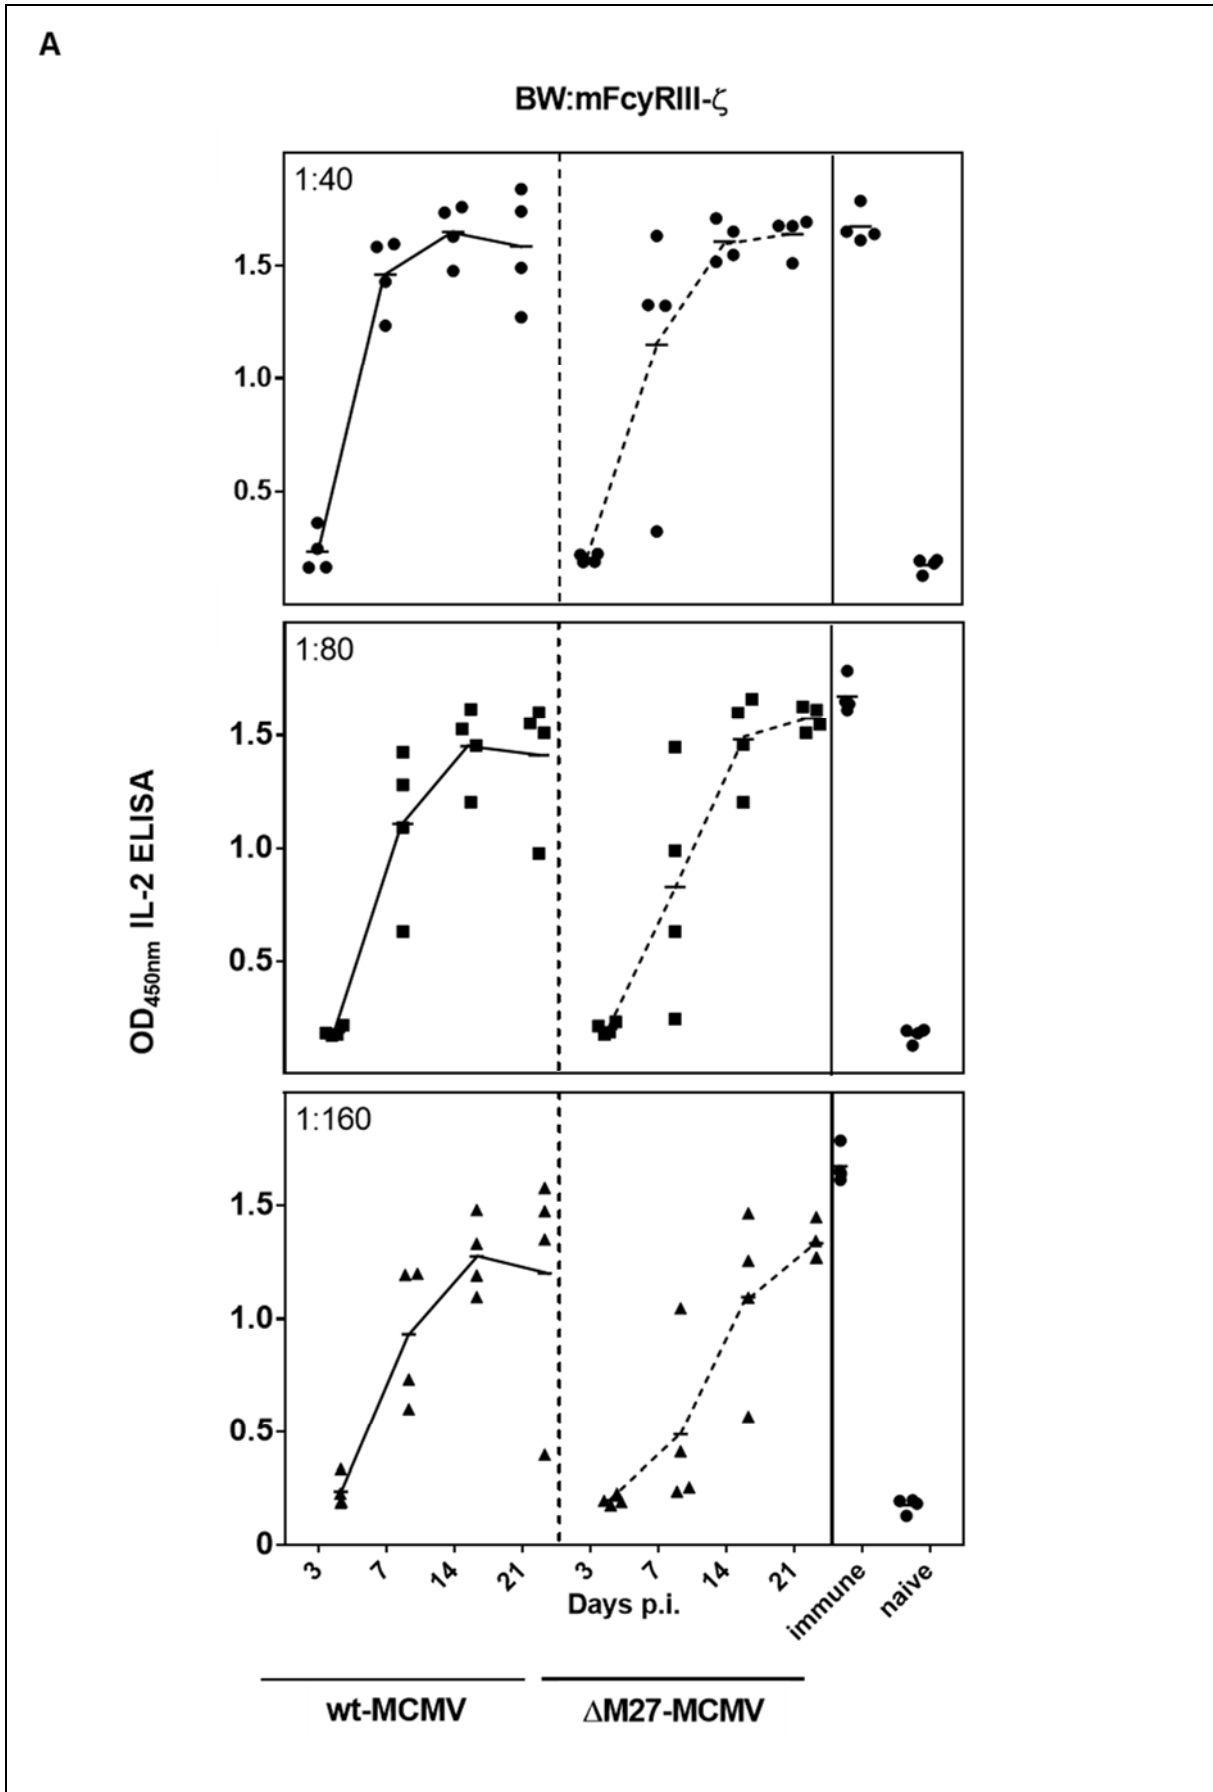 A
BW:mFcyRIII-ζ
1:40
1.5
1.0
0.5
1:80
1.5
1.0
0.5
OD450nm IL-2 ELISA
1:160
1.5
1.0
0.5
0
3 7 14 21 3 7 14 21 immune naive
Days p.i.
wt-MCMV ΔM27-MCMV